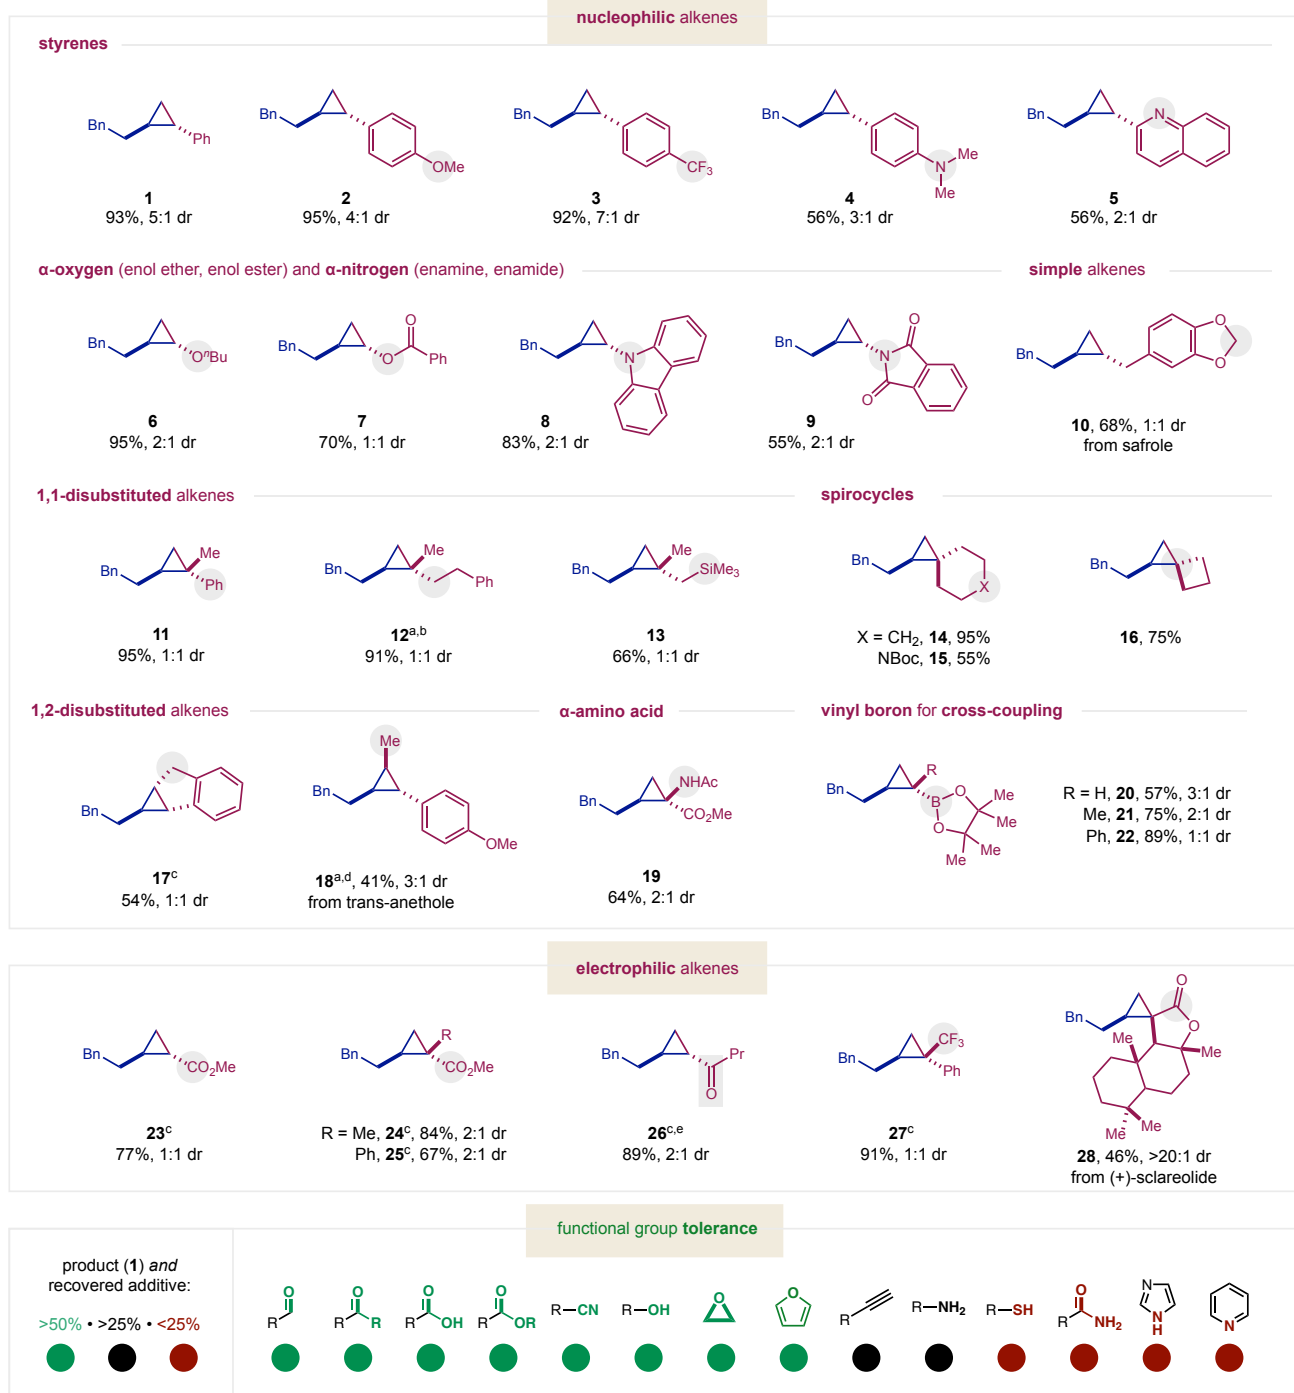 nucleophilic alkenes
styrenes
Bn
Ph
1
93%, 5:1 dr
Bn
OMe
2
95%, 4:1 dr
Bn
CF3
3
92%, 7:1 dr
Bn
N
Me
Me
4
56%, 3:1 dr
Bn
N
5
56%, 2:1 dr
α-oxygen (enol ether, enol ester) and α-nitrogen (enamine, enamide)
simple alkenes
Bn
OnBu
6
95%, 2:1 dr
Bn
O
O
Ph
7
70%, 1:1 dr
Bn
N
8
83%, 2:1 dr
Bn
O
N
O
9
55%, 2:1 dr
Bn
O
O
10, 68%, 1:1 dr
from safrole
1,1-disubstituted alkenes
spirocycles
Bn
Me
Ph
11
95%, 1:1 dr
Bn
Me
Ph
12a,b
91%, 1:1 dr
Bn
Me
SiMe3
13
66%, 1:1 dr
Bn
X
X = CH2, 14, 95%
NBoc, 15, 55%
Bn
16, 75%
1,2-disubstituted alkenes
α-amino acid
vinyl boron for cross-coupling
Bn
17c
54%, 1:1 dr
Me
Bn
OMe
18a,d, 41%, 3:1 dr
from trans-anethole
Bn
NHAc
CO2Me
19
64%, 2:1 dr
Bn
R
B
O
O
Me
Me
Me
Me
R = H, 20, 57%, 3:1 dr
Me, 21, 75%, 2:1 dr
Ph, 22, 89%, 1:1 dr
electrophilic alkenes
Bn
CO2Me
23c
77%, 1:1 dr
Bn
R
CO2Me
R = Me, 24c, 84%, 2:1 dr
Ph, 25c, 67%, 2:1 dr
Bn
Pr
O
26c,e
89%, 2:1 dr
Bn
CF3
Ph
27c
91%, 1:1 dr
Bn
O
O
Me
Me
Me
Me
28, 46%, >20:1 dr
from (+)-sclareolide
functional group tolerance
product (1) and
recovered additive:
>50% • >25% • <25%
O
R
O
R
R
O
R
OH
O
R
OR
R–CN
R–OH
O
O
R
R–NH2
R–SH
O
R
NH2
N
N
H
N